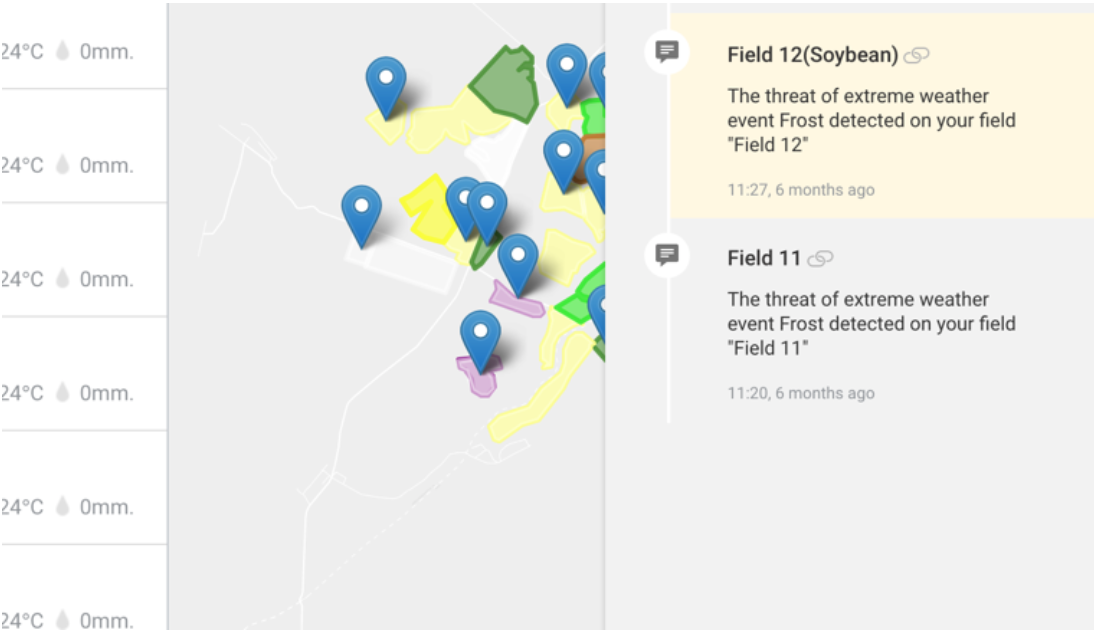 24°C 0mm.
24°C 0mm.
24°C 0mm.
24°C 0mm.
24°C 0mm.
24°C 0mm.
Field 12(Soybean)
The threat of extreme weather
event Frost detected on your field
"Field 12"
11:27, 6 months ago
Field 11
The threat of extreme weather
event Frost detected on your field
"Field 11"
11:20, 6 months ago